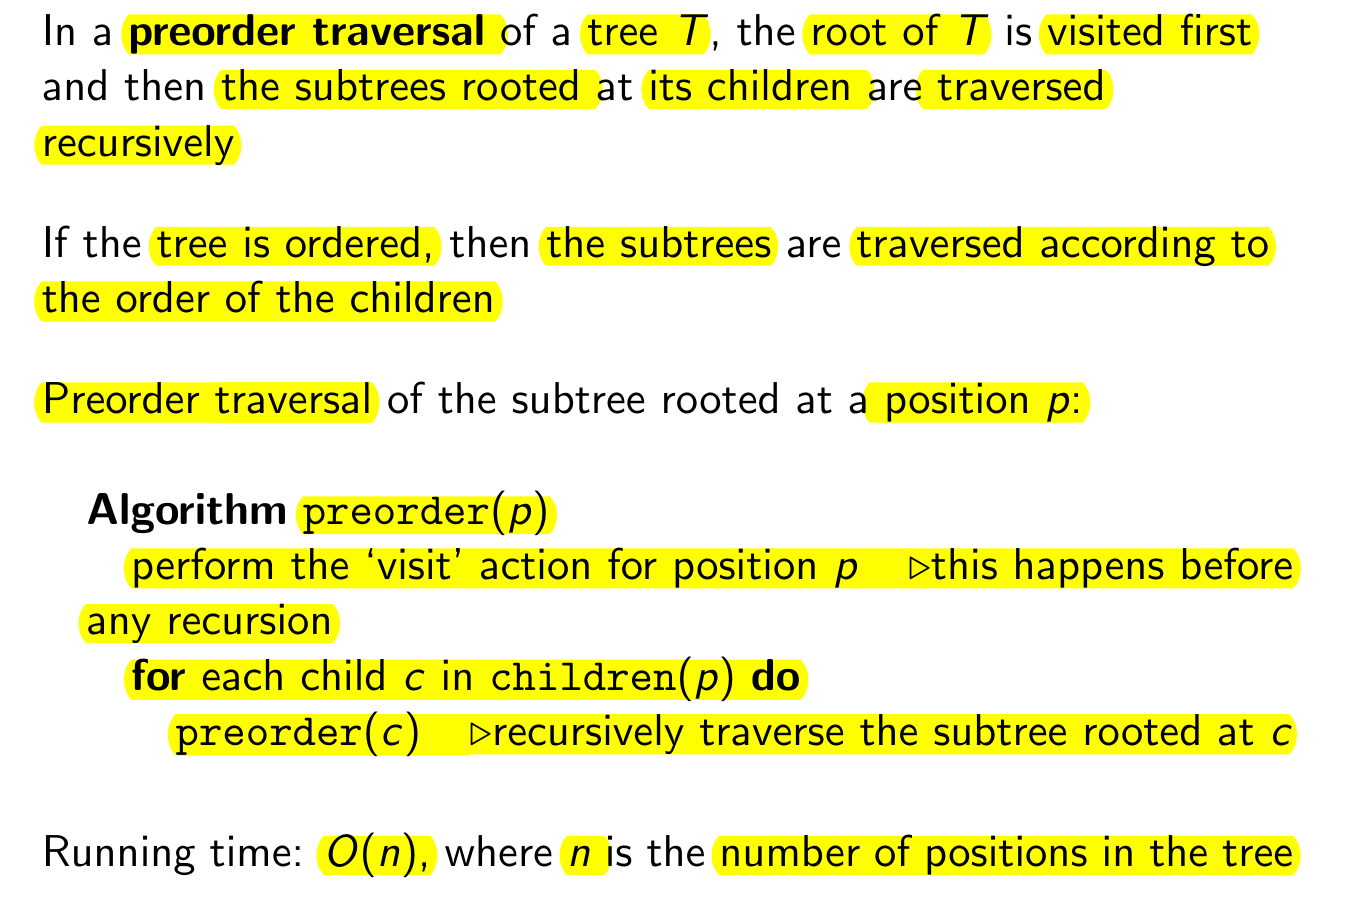 In a preorder traversal of a tree T, the root of T is visited first
and then the subtrees rooted at its children are traversed
recursively
If the tree is ordered, then the subtrees are traversed according to
the order of the children
Preorder traversal of the subtree rooted at a position p:
Algorithm preorder(p)
perform the ‘visit’ action for position p ▷this happens before
any recursion
for each child c in children(p) do
preorder(c) ▷recursively traverse the subtree rooted at c
Running time: O(n), where n is the number of positions in the tree